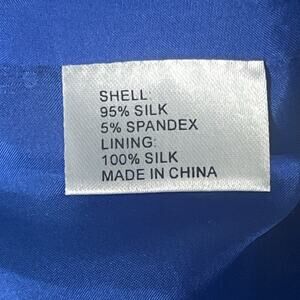 SHELL:
95% SILK
5% SPANDEX
LINING:
100% SILK
MADE IN CHINA